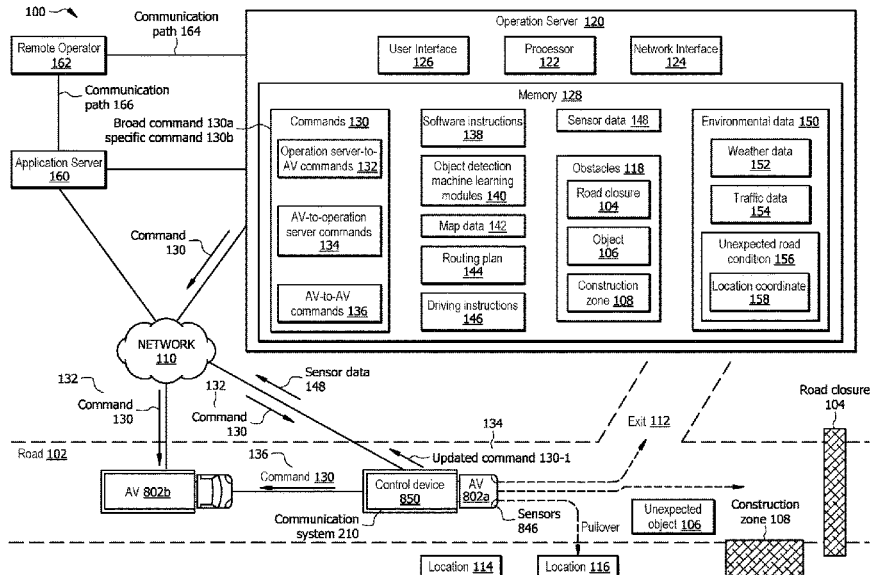 100
Communication
path 164
Remote Operator
162
Communication
path 166
Broad command 130a
specific command 130b
Application Server
160
Operation Server 120
User Interface
126
Processor
122
Network Interface
124
Memory 128
Commands 130
Operation server-to-
AV commands 132
AV-to-operation
server commands
134
AV-to-AV
commands 136
Software instructions
138
Object detection
machine learning
modules 140
Map data 142
Routing plan
144
Driving instructions
146
Sensor data 148
Obstacles 118
Road closure
104
Object
106
Construction
zone 108
Environmental data 150
Weather data
152
Traffic data
154
Unexpected road
condition 156
Location coordinate
158
Command
130
NETWORK
110
Sensor data
148
132
Command
130
132
Command
130
134
Updated command 130-1
Exit 112
Road closure
104
Road 102
136
Command 130
AV 802b
Control device
850
AV
802a
Sensors
846
Communication
system 210
Pullover
Unexpected
object 106
Construction
zone 108
Location 114
Location 116